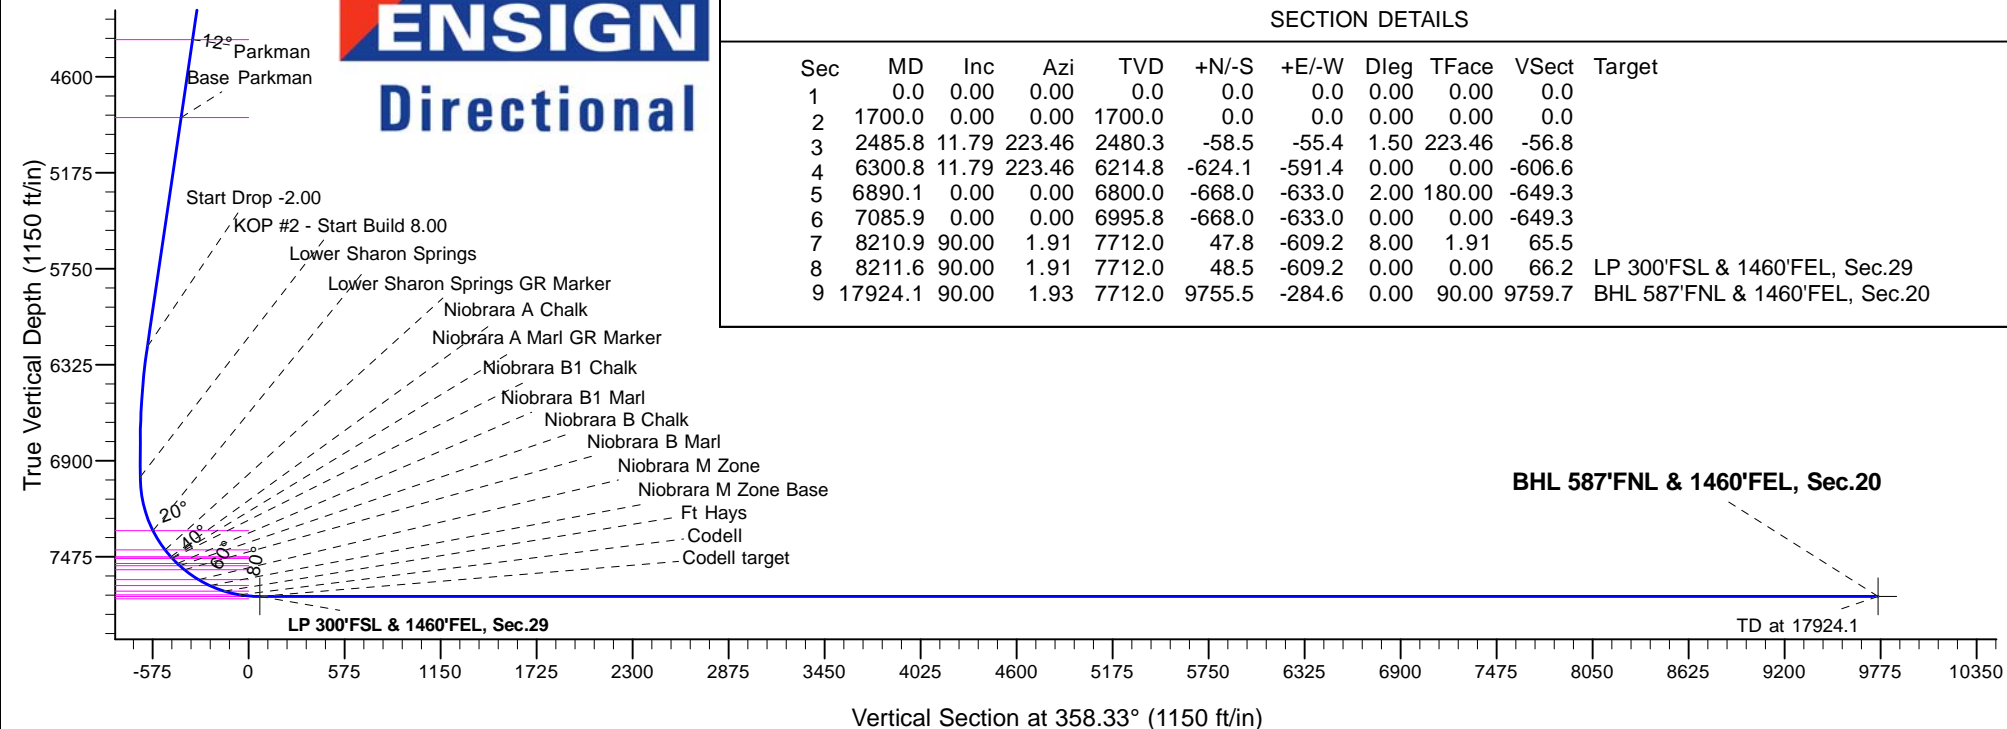 ENSIGN
Directional
SECTION DETAILS
Sec MD Inc Azi TVD +N/-S +E/-W Dleg TFace VSect Target
1 0.0 0.00 0.00 0.0 0.0 0.0 0.00 0.00 0.0
2 1700.0 0.00 0.00 1700.0 0.0 0.0 0.00 0.00 0.0
3 2485.8 11.79 223.46 2480.3 -58.5 -55.4 1.50 223.46 -56.8
4 6300.8 11.79 223.46 6214.8 -624.1 -591.4 0.00 0.00 -606.6
5 6890.1 0.00 0.00 6800.0 -668.0 -633.0 2.00 180.00 -649.3
6 7085.9 0.00 0.00 6995.8 -668.0 -633.0 0.00 0.00 -649.3
7 8210.9 90.00 1.91 7712.0 47.8 -609.2 8.00 1.91 65.5
8 8211.6 90.00 1.91 7712.0 48.5 -609.2 0.00 0.00 66.2 LP 300'FSL & 1460'FEL, Sec.29
9 17924.1 90.00 1.93 7712.0 9755.5 -284.6 0.00 90.00 9759.7 BHL 587'FNL & 1460'FEL, Sec.20
True Vertical Depth (1150 ft/in)
4600
5175
5750
6325
6900
7475
12°
Parkman
Base Parkman
Start Drop -2.00
KOP #2 - Start Build 8.00
Lower Sharon Springs
Lower Sharon Springs GR Marker
Niobrara A Chalk
Niobrara A Marl GR Marker
Niobrara B1 Chalk
Niobrara B1 Marl
Niobrara B Chalk
Niobrara B Marl
Niobrara M Zone
Niobrara M Zone Base
Ft Hays
Codell
Codell target
20°
40°
60°
80°
BHL 587'FNL & 1460'FEL, Sec.20
LP 300'FSL & 1460'FEL, Sec.29
TD at 17924.1
-575 0 575 1150 1725 2300 2875 3450 4025 4600 5175 5750 6325 6900 7475 8050 8625 9200 9775 10350
Vertical Section at 358.33° (1150 ft/in)